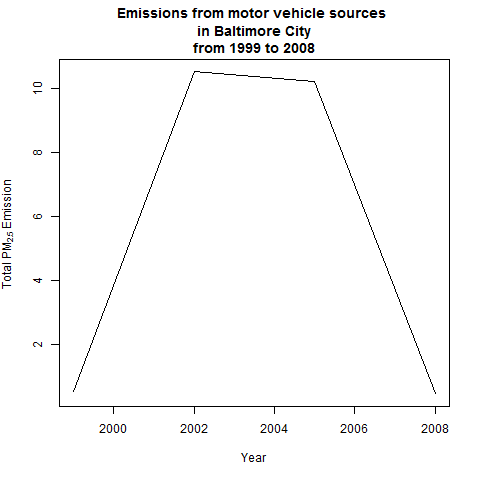 Emissions from motor vehicle sources
in Baltimore City
from 1999 to 2008
Total PM2.5 Emission
10
8
6
4
2
2000 2002 2004 2006 2008
Year